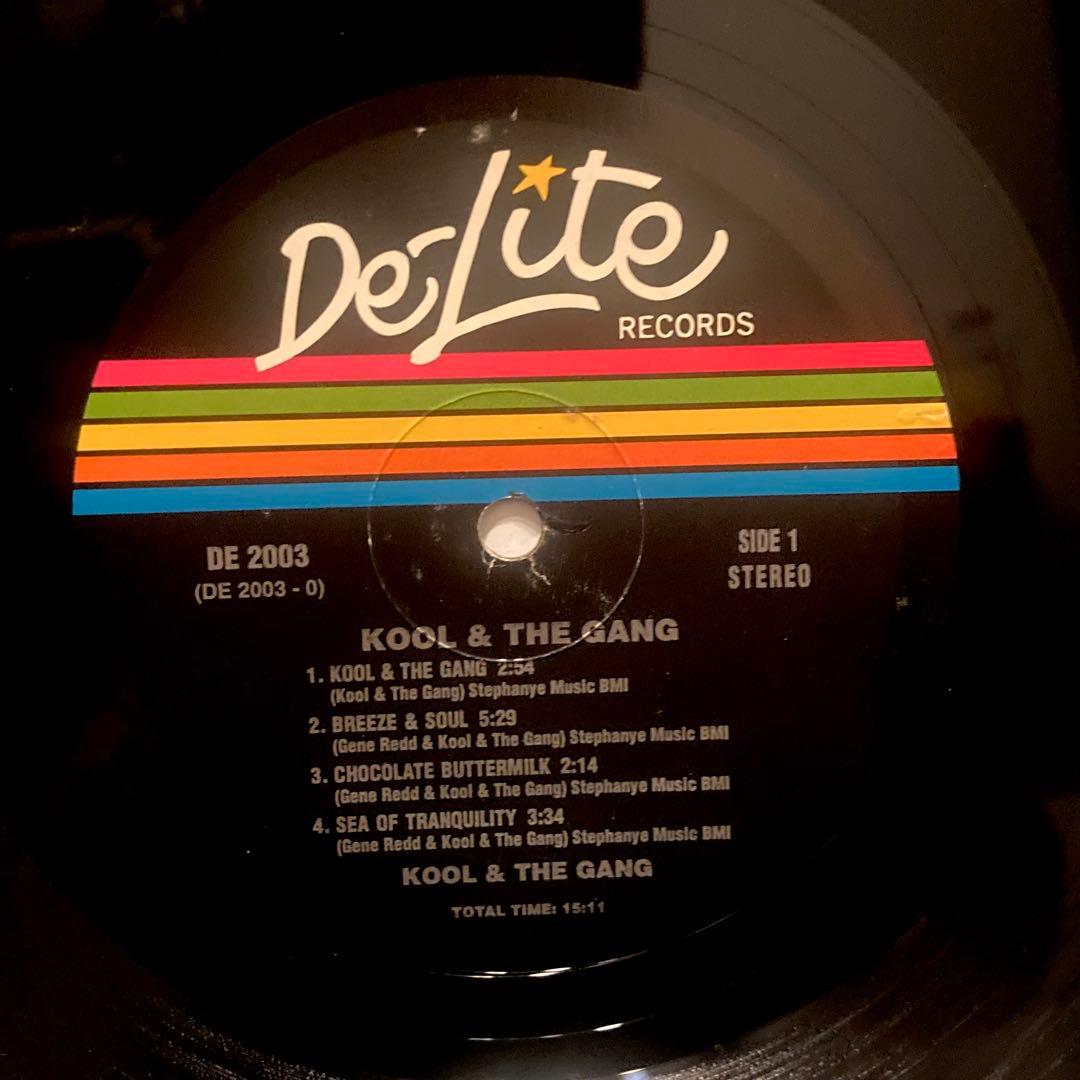 De-Lite
RECORDS
DE 2003
(DE 2003 - 0)
SIDE 1
STEREO
KOOL & THE GANG
1. KOOL & THE GANG 2:54
(Kool & The Gang) Stephanye Music BMI
2. BREEZE & SOUL 5:29
(Gene Redd & Kool & The Gang) Stephanye Music BMI
3. CHOCOLATE BUTTERMILK 2:14
(Gene Redd & Kool & The Gang) Stephanye Music BMI
4. SEA OF TRANQUILITY 3:34
(Gene Redd & Kool & The Gang) Stephanye Music BMI
KOOL & THE GANG
TOTAL TIME: 15:11